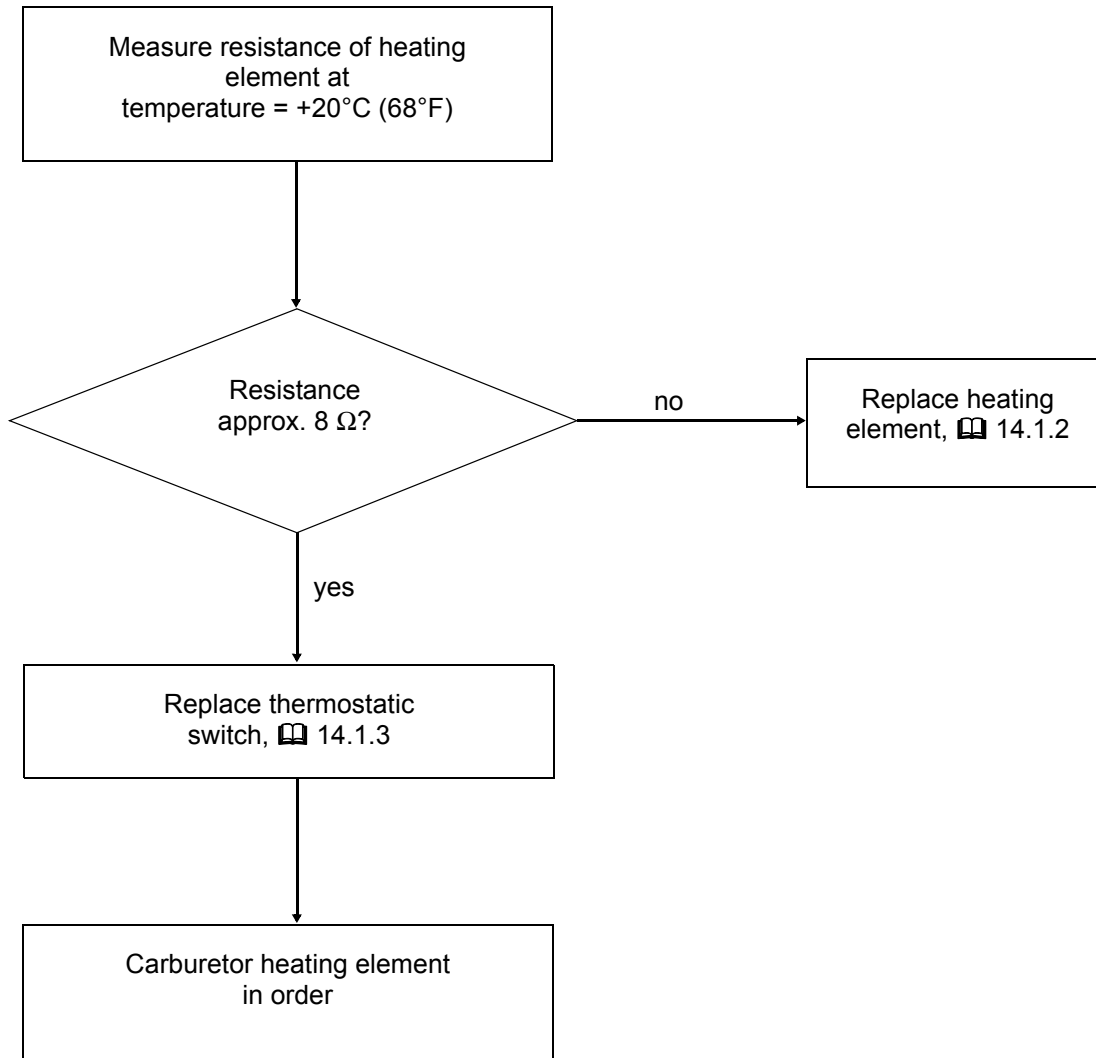 Measure resistance of heating
element at
temperature = +20°C (68°F)
Resistance
approx. 8 Ω?
no
Replace heating
element, 🕮 14.1.2
yes
Replace thermostatic
switch, 🕮 14.1.3
Carburetor heating element
in order